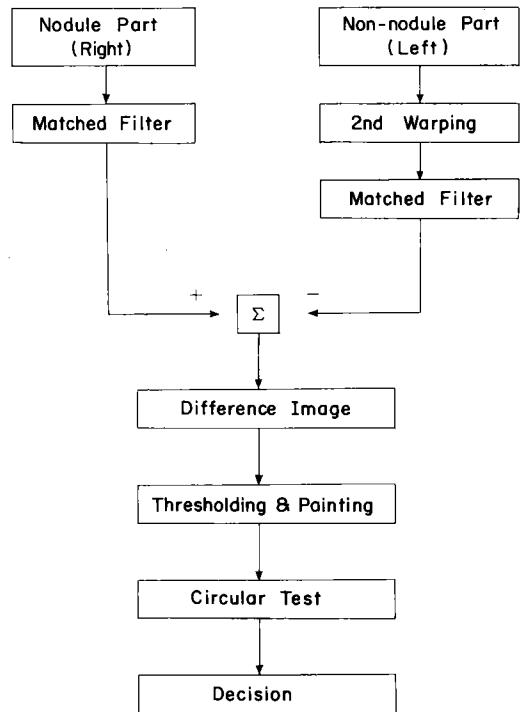 Nodule Part
(Right)
Non-nodule Part
(Left)
Matched Filter
2nd Warping
Matched Filter
+
−
Σ
Difference Image
Thresholding & Painting
Circular Test
Decision